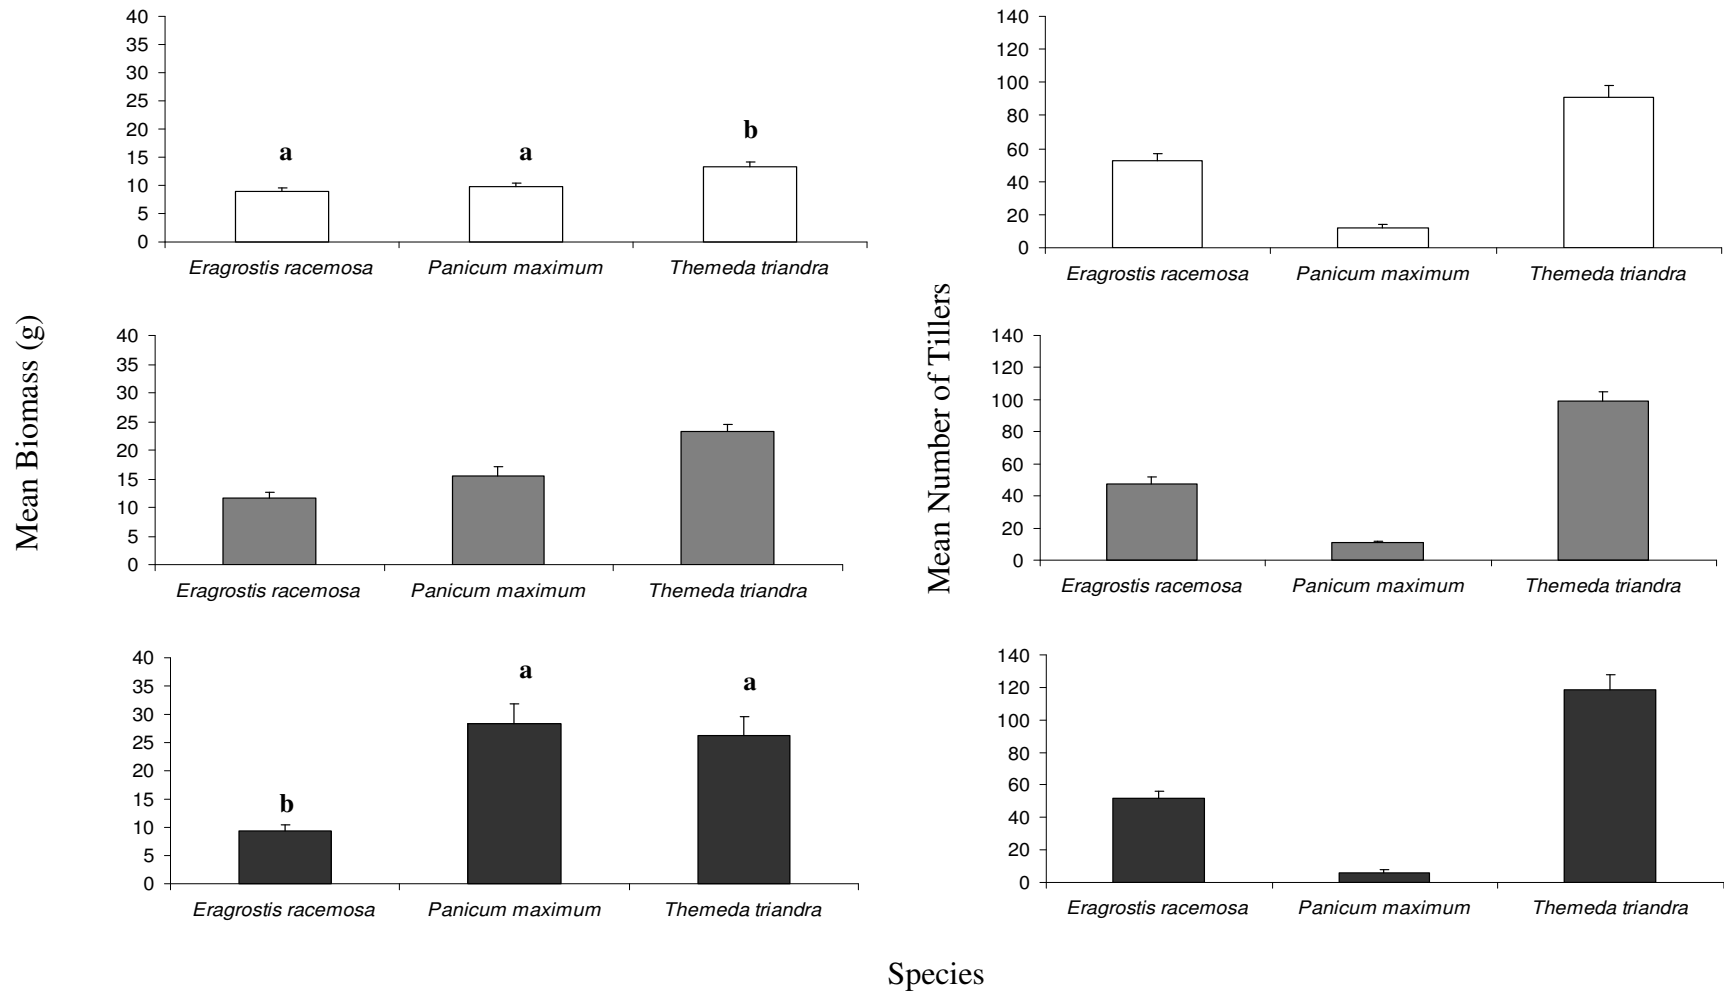 Mean Biomass (g)
40
35
30
25
20
15
10
5
0
a
a
b
Eragrostis racemosa
Panicum maximum
Themeda triandra
40
35
30
25
20
15
10
5
0
Eragrostis racemosa
Panicum maximum
Themeda triandra
40
35
30
25
20
15
10
5
0
b
a
a
Eragrostis racemosa
Panicum maximum
Themeda triandra
Mean Number of Tillers
140
120
100
80
60
40
20
0
Eragrostis racemosa
Panicum maximum
Themeda triandra
140
120
100
80
60
40
20
0
Eragrostis racemosa
Panicum maximum
Themeda triandra
140
120
100
80
60
40
20
0
Eragrostis racemosa
Panicum maximum
Themeda triandra
Species